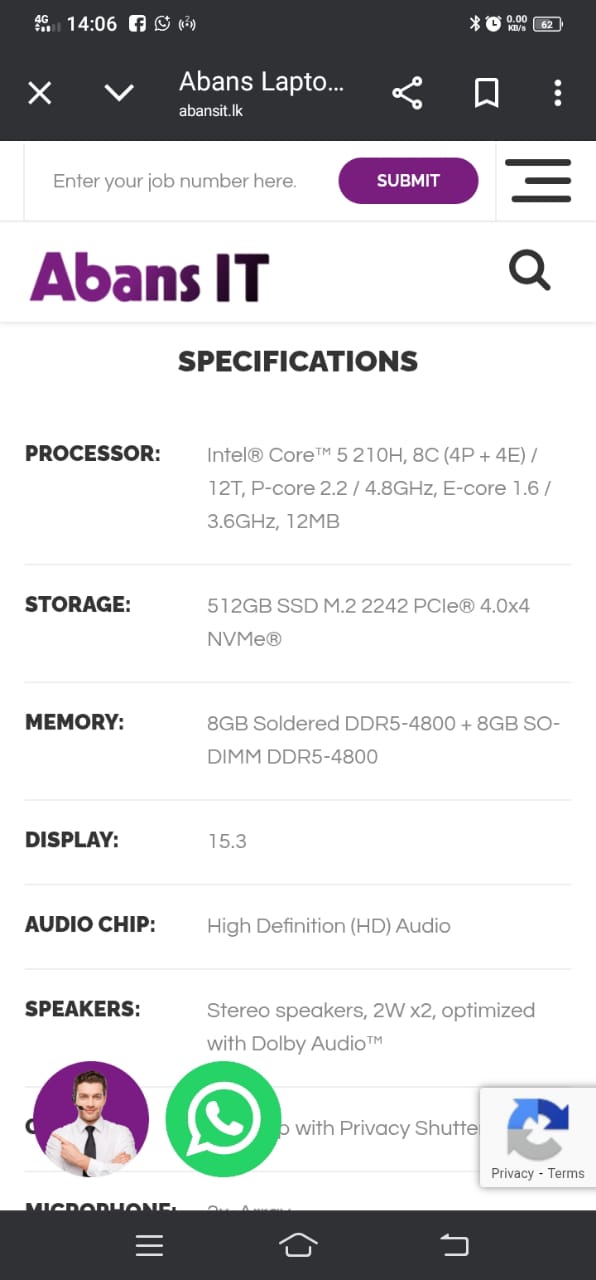 4G 14:06 0.00 KB/s 62
Abans Lapto...
abansit.lk
Enter your job number here. SUBMIT
Abans IT
SPECIFICATIONS
PROCESSOR: Intel® Core™ 5 210H, 8C (4P + 4E) /
12T, P-core 2.2 / 4.8GHz, E-core 1.6 /
3.6GHz, 12MB
STORAGE: 512GB SSD M.2 2242 PCIe® 4.0x4
NVMe®
MEMORY: 8GB Soldered DDR5-4800 + 8GB SO-
DIMM DDR5-4800
DISPLAY: 15.3
AUDIO CHIP: High Definition (HD) Audio
SPEAKERS: Stereo speakers, 2W x2, optimized
with Dolby Audio™
with Privacy Shutte
Privacy - Terms
MICROPHONE: 2x, Array